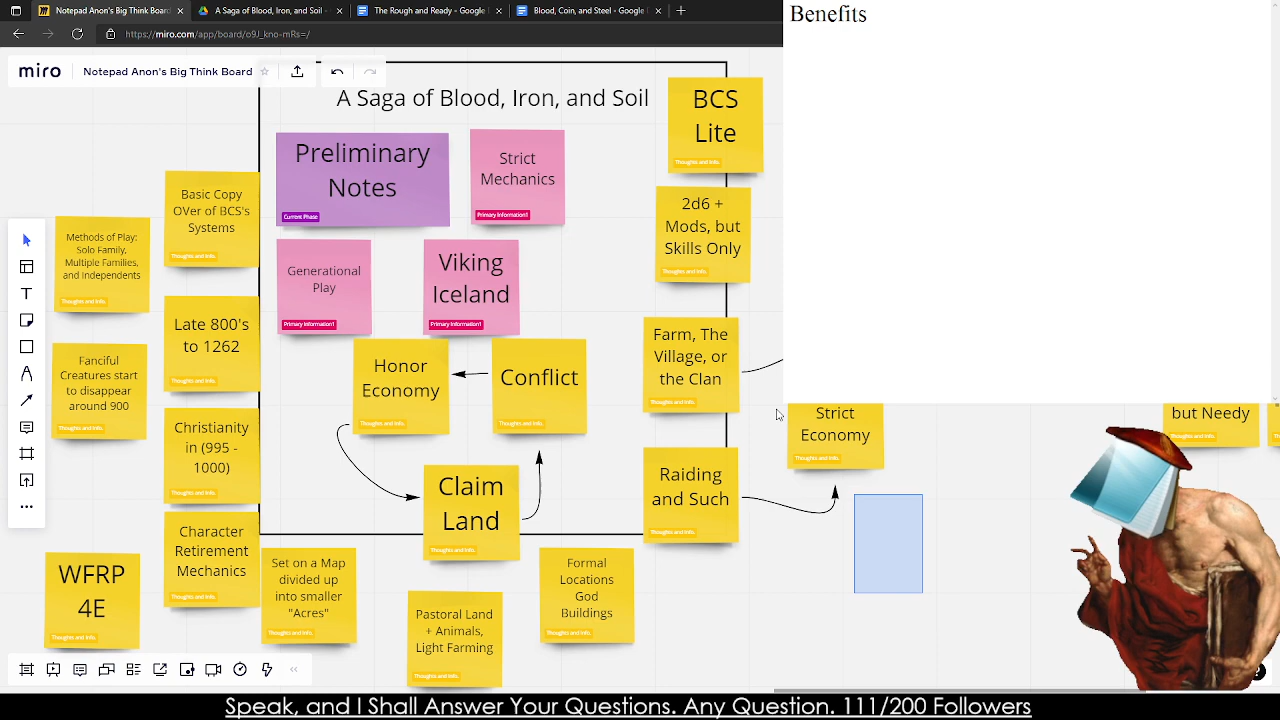 Miro | Notepad Anon's Big T
A Saga of Blood, Iron, and Soil -
The Rough and Ready - Google
Blood, Coin, and Steel - Google
https://miro.com/app/board/o9J_kno-mRs=/
miro
Notepad Anon's Big Think Board
Benefits
A Saga of Blood, Iron, and Soil
BCS
Lite
Thoughts and Info.
Preliminary
Notes
Current Phase
Strict
Mechanics
Primary Information1
Basic Copy
OVer of BCS's
Systems
Thoughts and Info.
2d6 +
Mods, but
Skills Only
Thoughts and Info.
Methods of Play:
Solo Family,
Multiple Families,
and Independents
Thoughts and Info.
Generational
Play
Primary Information1
Viking
Iceland
Primary Information1
Late 800's
to 1262
Thoughts and Info.
Farm, The
Village, or
the Clan
Thoughts and Info.
Fanciful
Creatures start
to disappear
around 900
Thoughts and Info.
Honor
Economy
Thoughts and Info.
Conflict
Thoughts and Info.
Christianity
in (995 -
1000)
Thoughts and Info.
Strict
Economy
Thoughts and Info.
but Needy
Thoughts and Info.
Claim
Land
Thoughts and Info.
Raiding
and Such
Thoughts and Info.
Character
Retirement
Mechanics
Thoughts and Info.
WFRP
4E
Thoughts and Info.
Set on a Map
divided up
into smaller
"Acres"
Thoughts and Info.
Formal
Locations
God
Buildings
Thoughts and Info.
Pastoral Land
+ Animals,
Light Farming
Thoughts and Info.
Speak, and I Shall Answer Your Questions. Any Question. 111/200 Followers